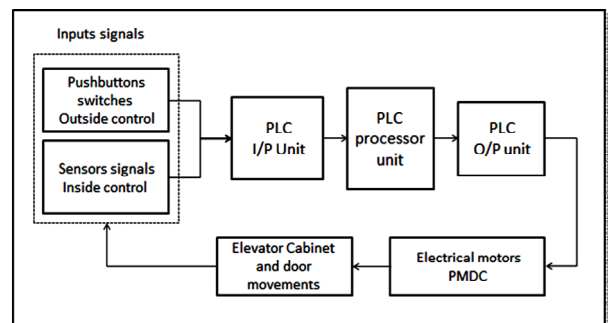 Inputs signals
Pushbuttons
switches
Outside control
Sensors signals
Inside control
PLC
I/P Unit
PLC
processor
unit
PLC
O/P unit
Elevator Cabinet
and door
movements
Electrical motors
PMDC